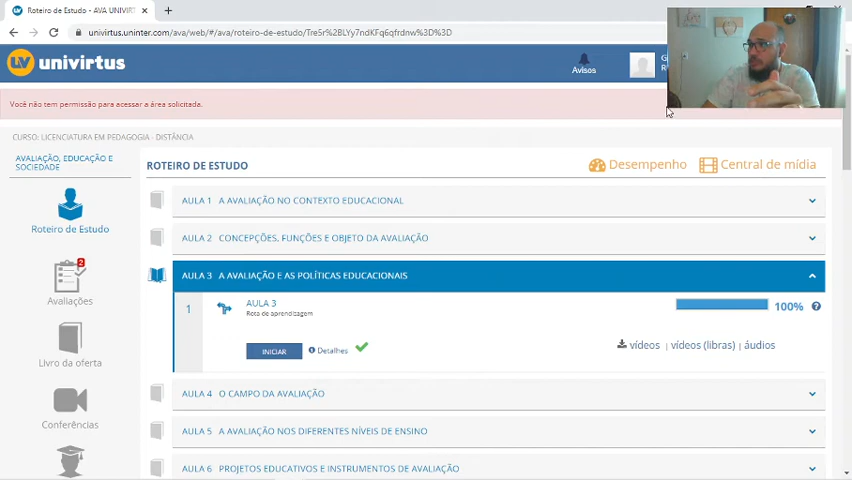 Roteiro de Estudo - AVA UNIVIRT
univirtus.uninter.com/ava/web/#/ava/roteiro-de-estudo/Tre5r%2BLYy7ndKFq6qfrdnw%3D%3D
UV univirtus
Avisos
Você não tem permissão para acessar a área solicitada.
CURSO: LICENCIATURA EM PEDAGOGIA - DISTÂNCIA
AVALIAÇÃO, EDUCAÇÃO E
SOCIEDADE
Roteiro de Estudo
2
Avaliações
Livro da oferta
Conferências
ROTEIRO DE ESTUDO
Desempenho
Central de mídia
AULA 1 A AVALIAÇÃO NO CONTEXTO EDUCACIONAL
AULA 2 CONCEPÇÕES, FUNÇÕES E OBJETO DA AVALIAÇÃO
AULA 3 A AVALIAÇÃO E AS POLÍTICAS EDUCACIONAIS
1
AULA 3
Rota de aprendizagem
100% ?
INICIAR
Detalhes
vídeos | vídeos (libras) | áudios
AULA 4 O CAMPO DA AVALIAÇÃO
AULA 5 A AVALIAÇÃO NOS DIFERENTES NÍVEIS DE ENSINO
AULA 6 PROJETOS EDUCATIVOS E INSTRUMENTOS DE AVALIAÇÃO